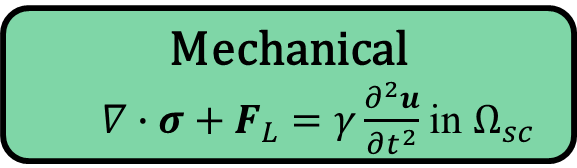 Mechanical
∇ · σ + F_L = γ ∂²u/∂t² in Ω_sc